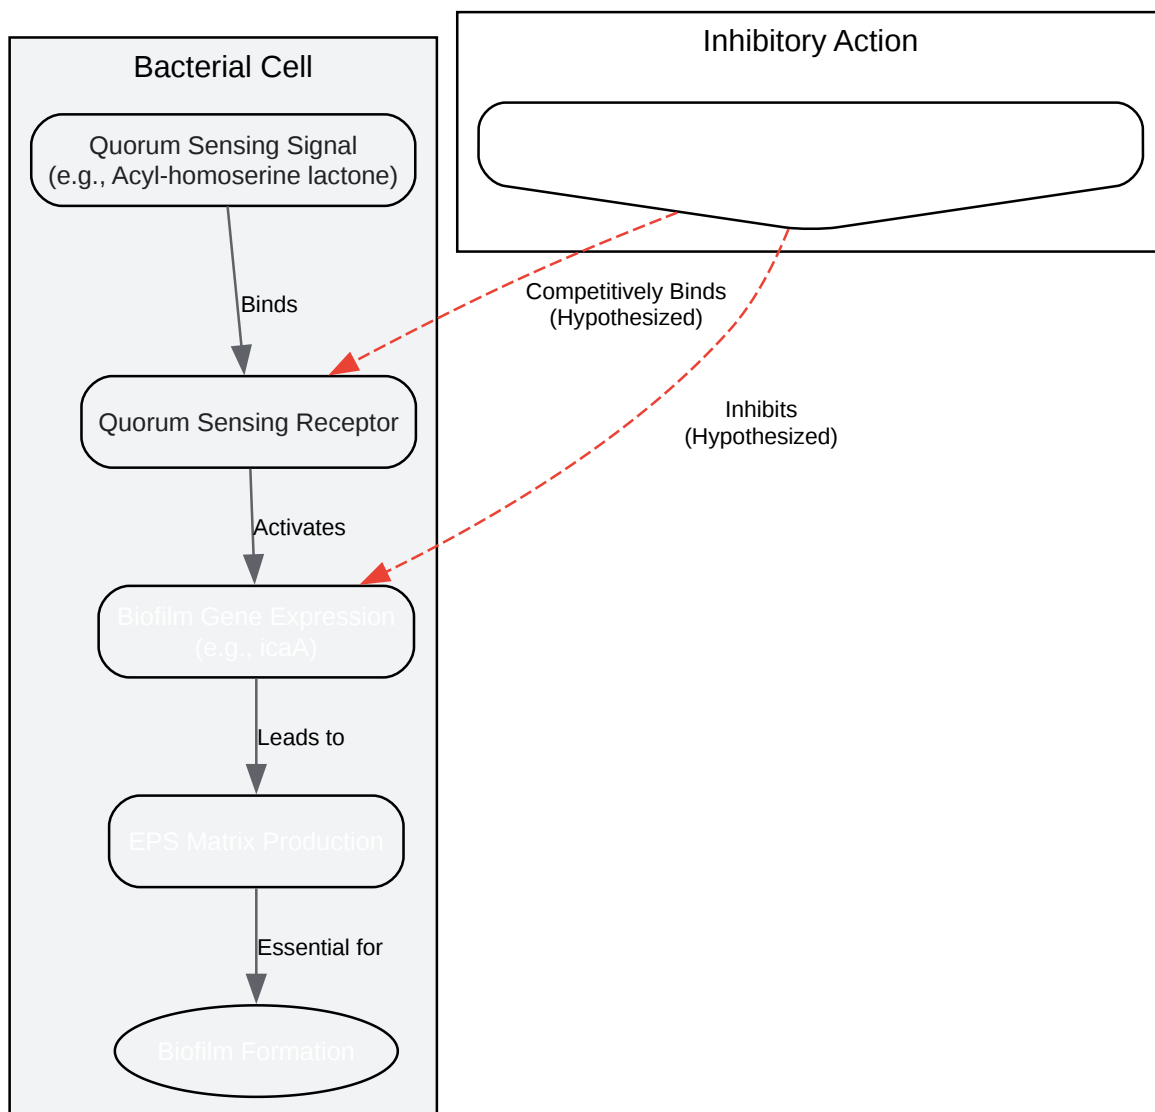 Inhibitory Action
Bacterial Cell
Quorum Sensing Signal
(e.g., Acyl-homoserine lactone)
Binds
Competitively Binds
(Hypothesized)
Quorum Sensing Receptor
Inhibits
(Hypothesized)
Activates
Biofilm Gene Expression
(e.g., icaA)
Leads to
EPS Matrix Production
Essential for
Biofilm Formation